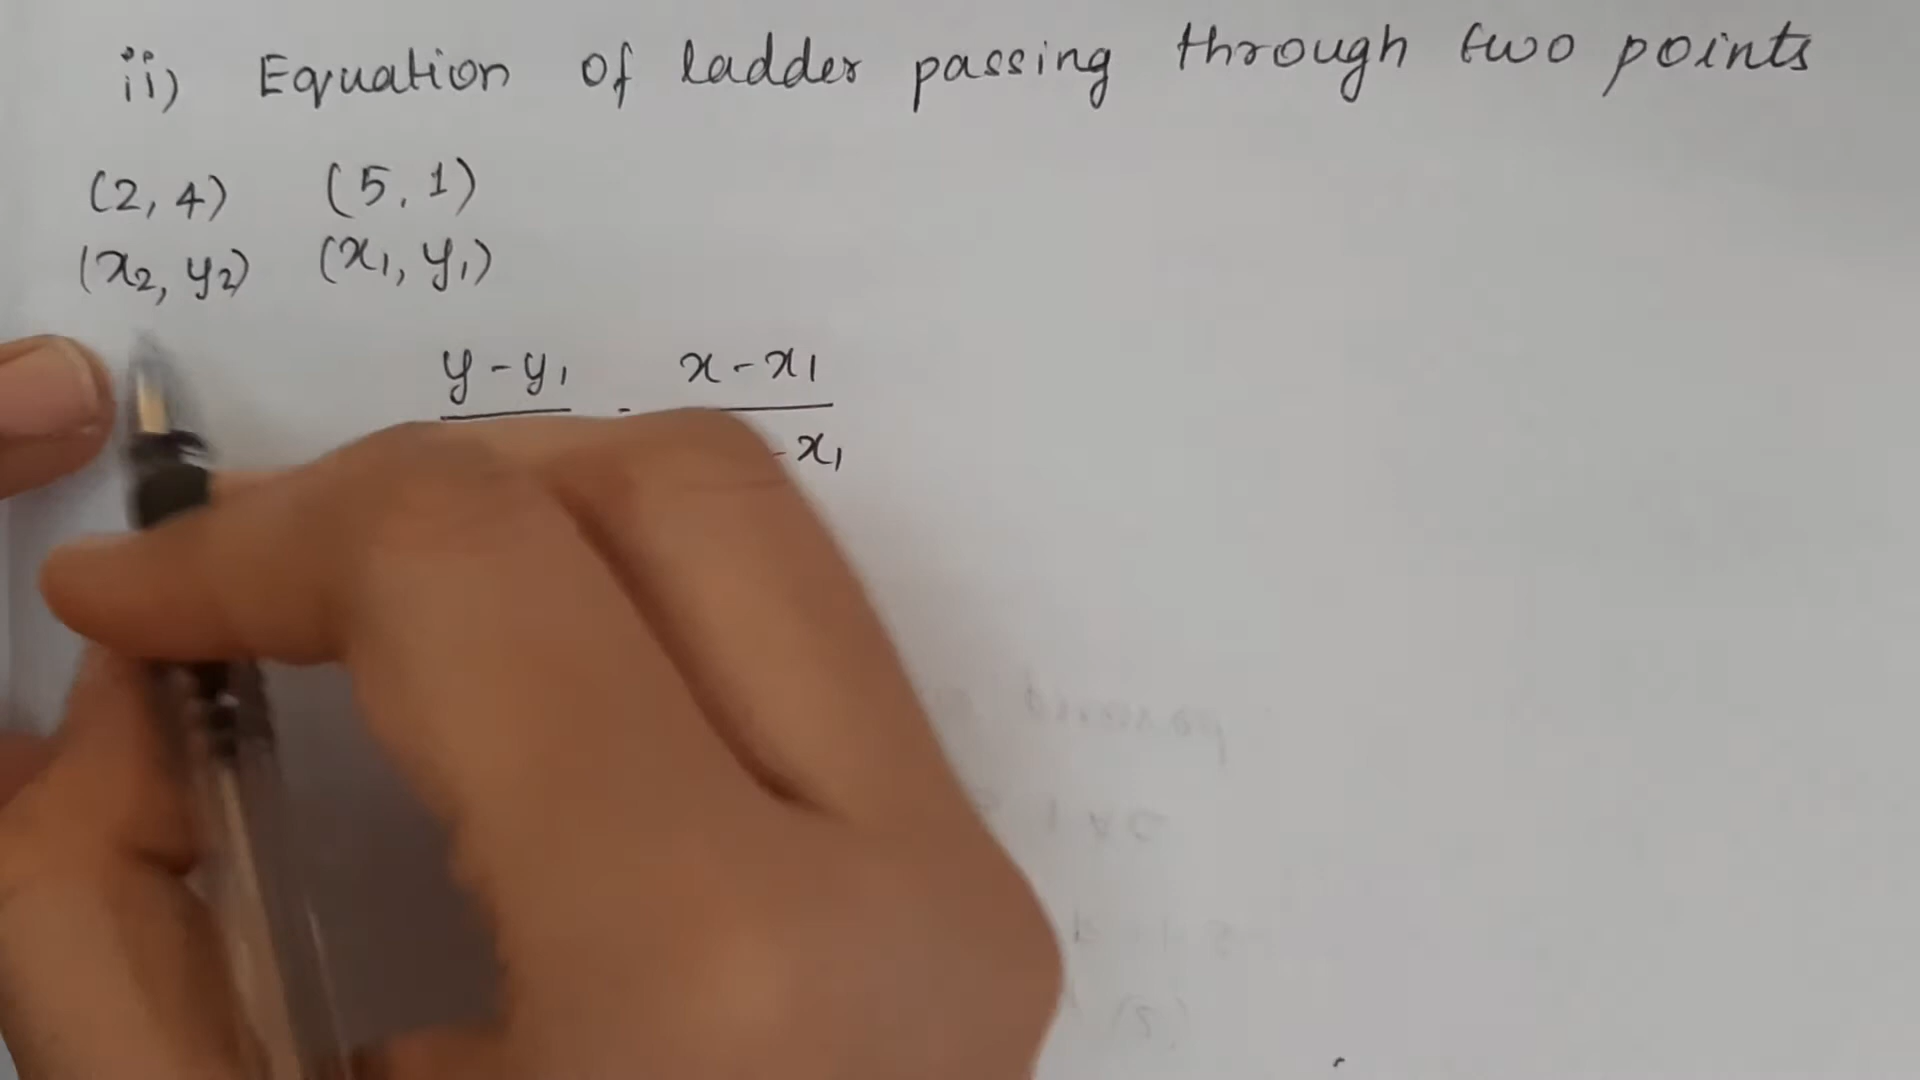 ii) Equation of ladder passing through two points
(2, 4) (5, 1)
(x2, y2) (x1, y1)
y - y1 x - x1
- x1